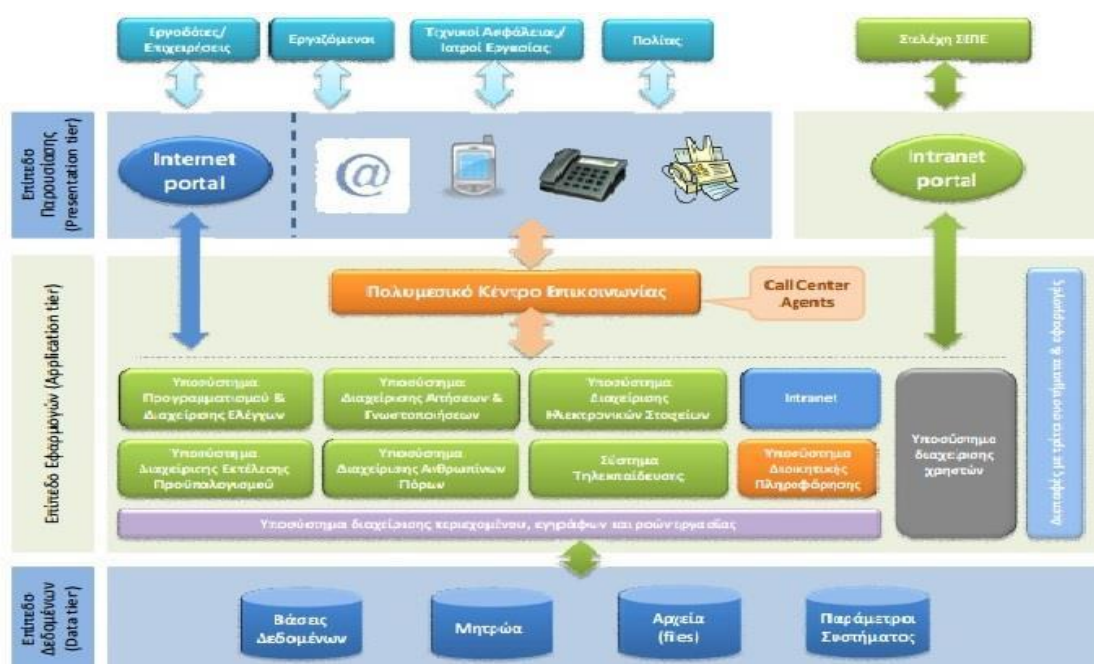 Εργοδότες/
Επιχειρήσεις
Εργαζόμενοι
Τεχνικοί Ασφάλειας/
Ιατροί Εργασίας
Πολίτες
Στελέχη ΣΕΠΕ
Επίπεδο
Παρουσίασης
(Presentation tier)
Internet
portal
@
Intranet
portal
Επίπεδο Εφαρμογών (Application tier)
Πολυμεσικό Κέντρο Επικοινωνίας
Call Center
Agents
Υποσύστημα
Προγραμματισμού &
Διαχείρισης Ελέγχων
Υποσύστημα
Διαχείρισης Αιτήσεων &
Γνωστοποιήσεων
Υποσύστημα
Διαχείρισης
Ηλεκτρονικών Στοιχείων
Intranet
Υποσύστημα
Διαχείρισης Εκτέλεσης
Προϋπολογισμού
Υποσύστημα
Διαχείρισης Ανθρωπίνων
Πόρων
Σύστημα
Τηλεκπαίδευσης
Υποσύστημα
Διοικητικής
Πληροφόρησης
Υποσύστημα
διαχείρισης
χρηστών
Διεπαφές με τρίτα συστήματα & εφαρμογές
Υποσύστημα διαχείρισης περιεχομένου, εγγράφων και ροών εργασίας
Επίπεδο
Δεδομένων
(Data tier)
Βάσεις
Δεδομένων
Μητρώα
Αρχεία
(files)
Παράμετροι
Συστήματος